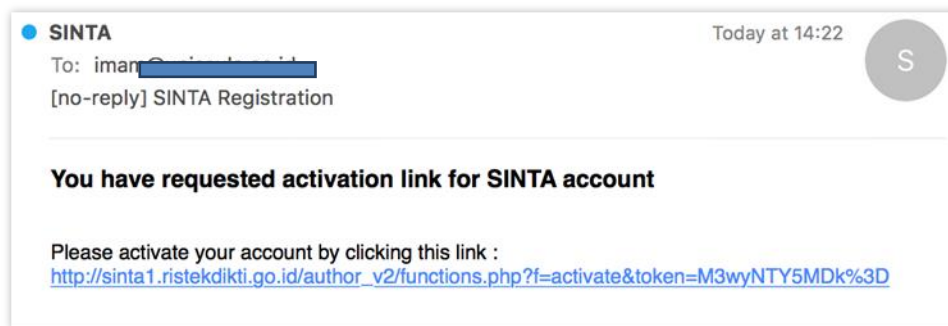 SINTA
Today at 14:22
S
To: imam
[no-reply] SINTA Registration
You have requested activation link for SINTA account
Please activate your account by clicking this link :
http://sinta1.ristekdikti.go.id/author_v2/functions.php?f=activate&token=M3wyNTY5MDk%3D